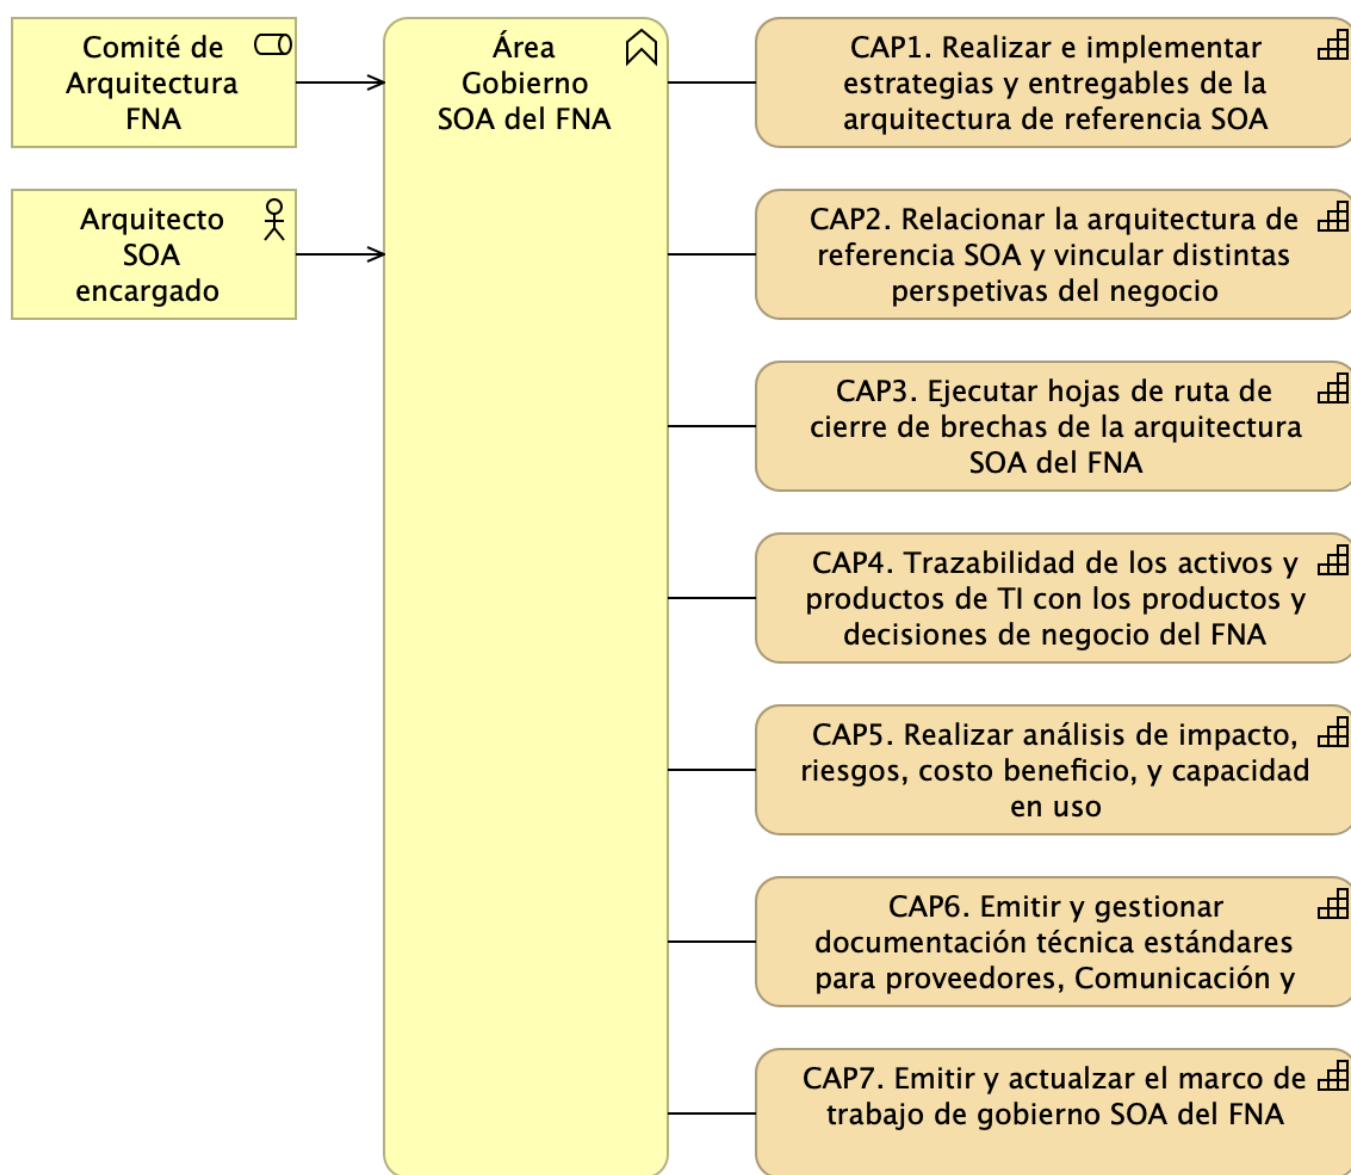 Comité de
Arquitectura
FNA
Arquitecto
SOA
encargado
Área
Gobierno
SOA del FNA
CAP1. Realizar e implementar
estrategias y entregables de la
arquitectura de referencia SOA
CAP2. Relacionar la arquitectura de
referencia SOA y vincular distintas
perspetivas del negocio
CAP3. Ejecutar hojas de ruta de
cierre de brechas de la arquitectura
SOA del FNA
CAP4. Trazabilidad de los activos y
productos de TI con los productos y
decisiones de negocio del FNA
CAP5. Realizar análisis de impacto,
riesgos, costo beneficio, y capacidad
en uso
CAP6. Emitir y gestionar
documentación técnica estándares
para proveedores, Comunicación y
CAP7. Emitir y actualzar el marco de
trabajo de gobierno SOA del FNA